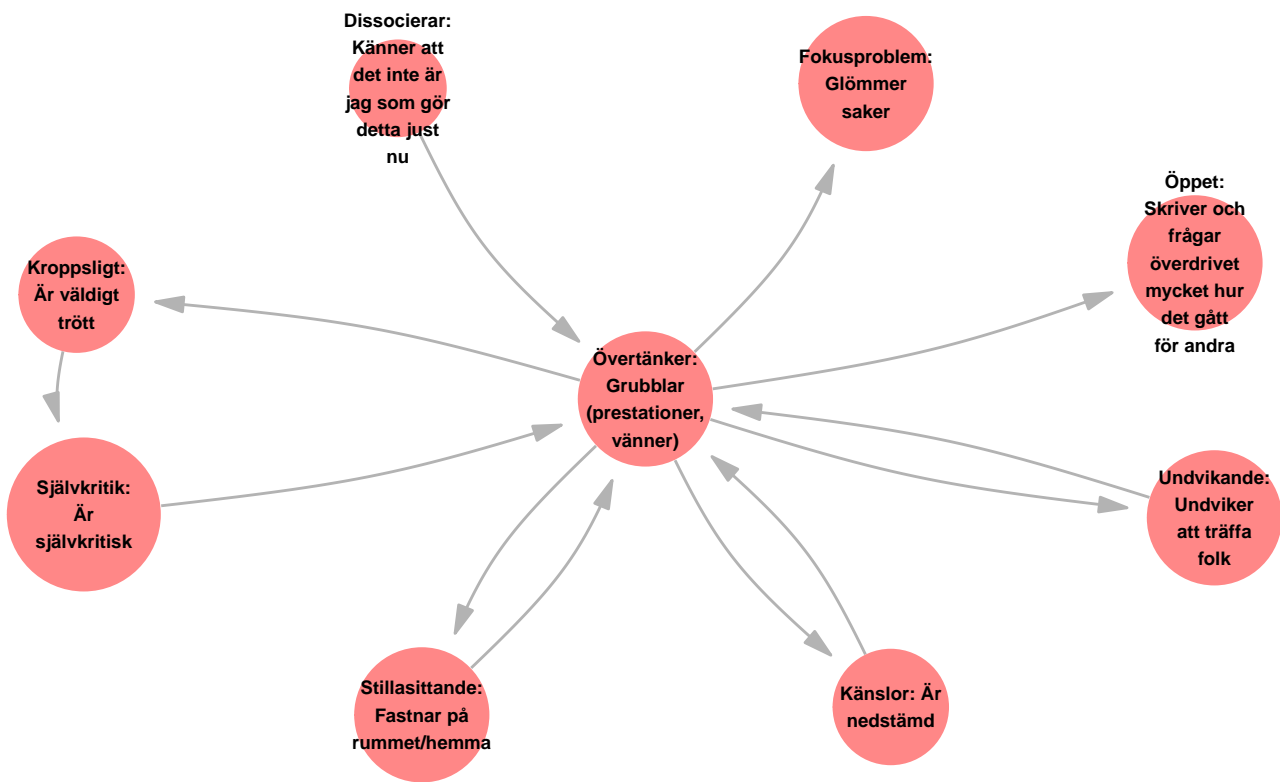 Dissocierar:
Känner att
det inte är
jag som gör
detta just
nu
Fokusproblem:
Glömmer
saker
Öppet:
Skriver och
frågar
överdrivet
mycket hur
det gått
för andra
Kroppsligt:
Är väldigt
trött
Övertänker:
Grubblar
(prestationer,
vänner)
Självkritik:
Är
självkritisk
Undvikande:
Undviker
att träffa
folk
Stillasittande:
Fastnar på
rummet/hemma
Känslor: Är
nedstämd